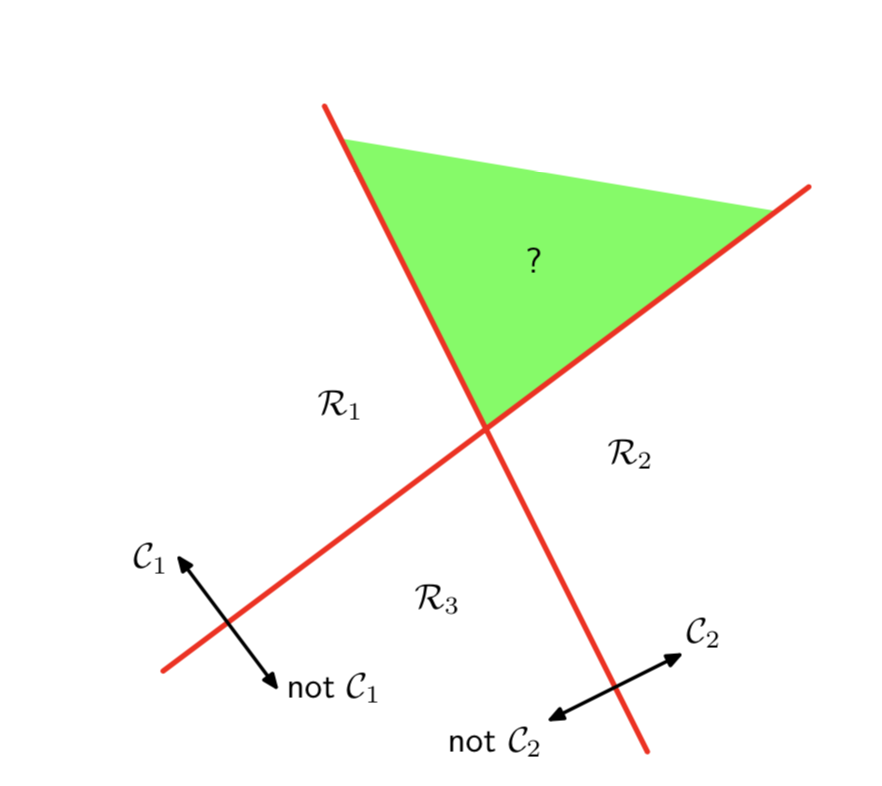 ?
R₁
R₂
C₁
R₃
C₂
not C₁
not C₂